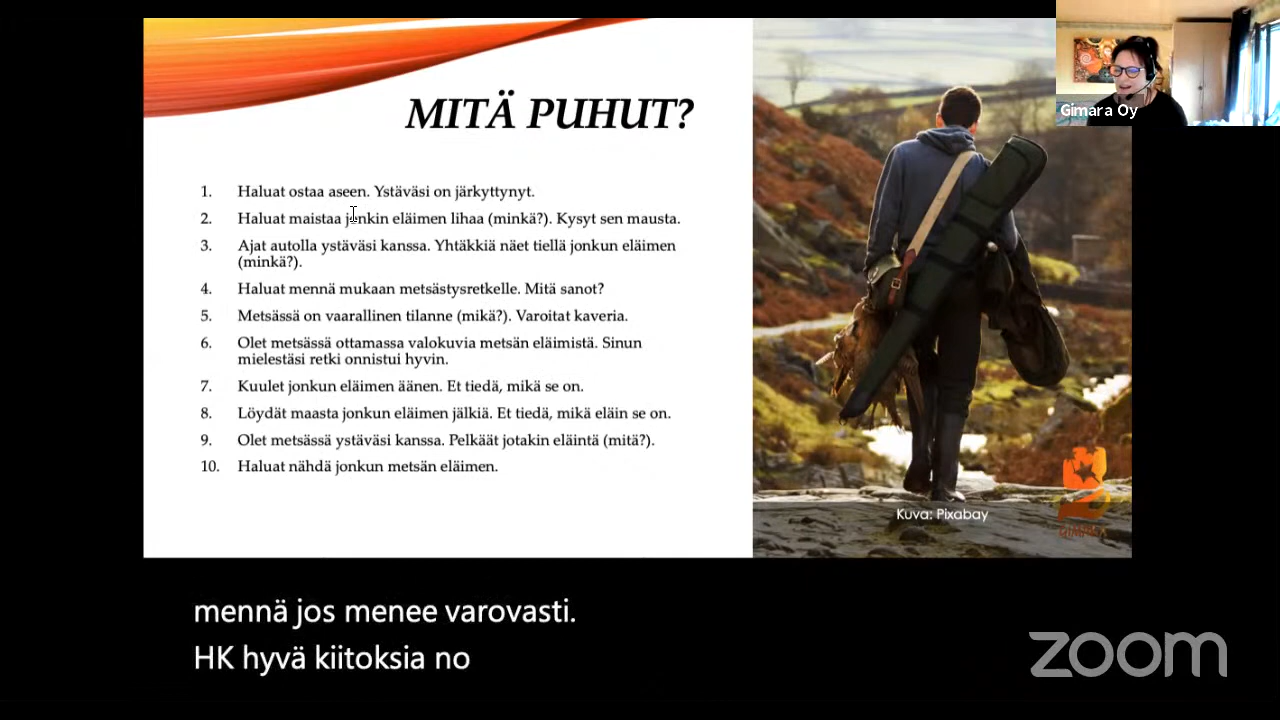 MITÄ PUHUT?
1. Haluat ostaa aseen. Ystäväsi on järkyttynyt.
2. Haluat maistaa jonkin eläimen lihaa (minkä?). Kysyt sen mausta.
3. Ajat autolla ystäväsi kanssa. Yhtäkkiä näet tiellä jonkun eläimen
(minkä?).
4. Haluat mennä mukaan metsästysretkelle. Mitä sanot?
5. Metsässä on vaarallinen tilanne (mikä?). Varoitat kaveria.
6. Olet metsässä ottamassa valokuvia metsän eläimistä. Sinun
mielestäsi retki onnistui hyvin.
7. Kuulet jonkun eläimen äänen. Et tiedä, mikä se on.
8. Löydät maasta jonkun eläimen jälkiä. Et tiedä, mikä eläin se on.
9. Olet metsässä ystäväsi kanssa. Pelkäät jotakin eläintä (mitä?).
10. Haluat nähdä jonkun metsän eläimen.
Gimara Oy
Kuva: Pixabay
GIMARA
mennä jos menee varovasti.
HK hyvä kiitoksia no
zoom